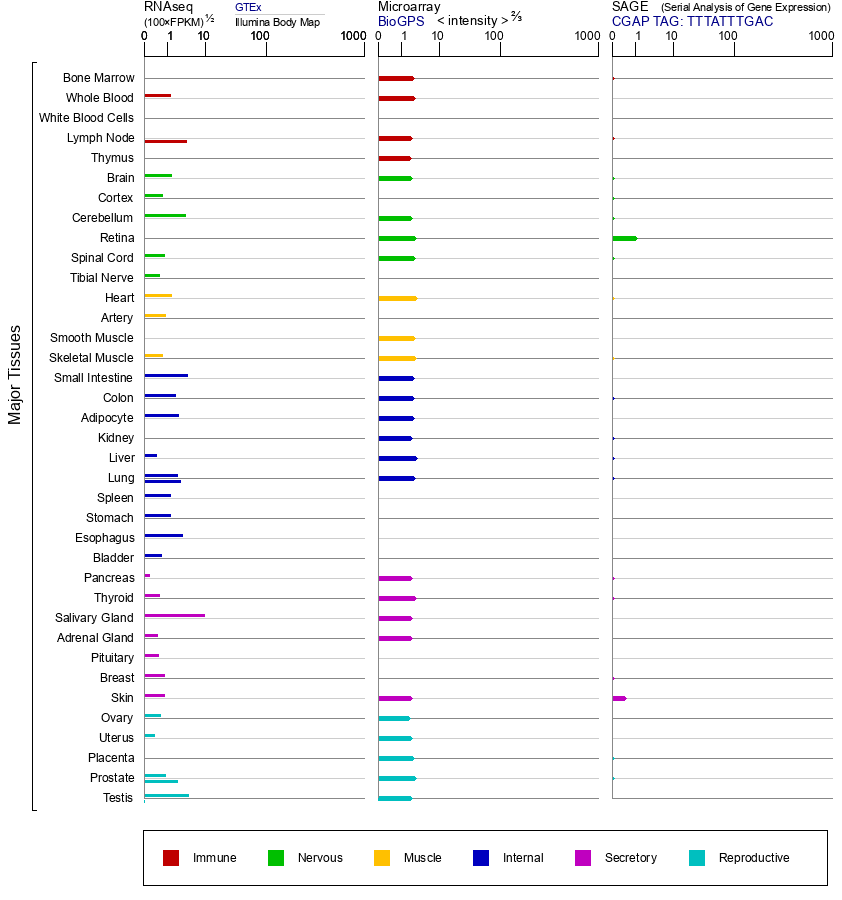 RNAseq
(100×FPKM) ½
GTEx
Illumina Body Map
0 1 10 100 1000
Microarray
BioGPS < intensity > ⅔
0 1 10 100 1000
SAGE (Serial Analysis of Gene Expression)
CGAP TAG: TTTATTTGAC
0 1 10 100 1000
Major Tissues
Bone Marrow
Whole Blood
White Blood Cells
Lymph Node
Thymus
Brain
Cortex
Cerebellum
Retina
Spinal Cord
Tibial Nerve
Heart
Artery
Smooth Muscle
Skeletal Muscle
Small Intestine
Colon
Adipocyte
Kidney
Liver
Lung
Spleen
Stomach
Esophagus
Bladder
Pancreas
Thyroid
Salivary Gland
Adrenal Gland
Pituitary
Breast
Skin
Ovary
Uterus
Placenta
Prostate
Testis
Immune Nervous Muscle Internal Secretory Reproductive